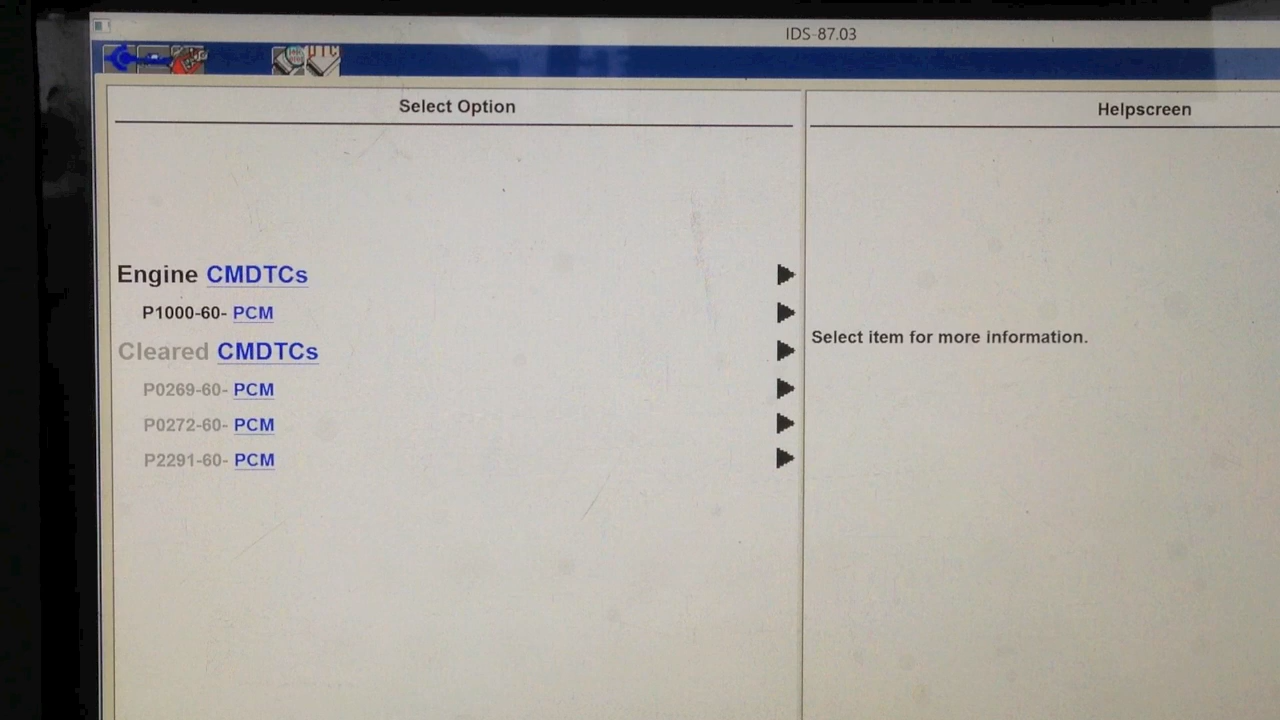 IDS-87.03
DTC
Select Option
Helpscreen
Engine CMDTCs
P1000-60- PCM
Cleared CMDTCs
P0269-60- PCM
P0272-60- PCM
P2291-60- PCM
Select item for more information.